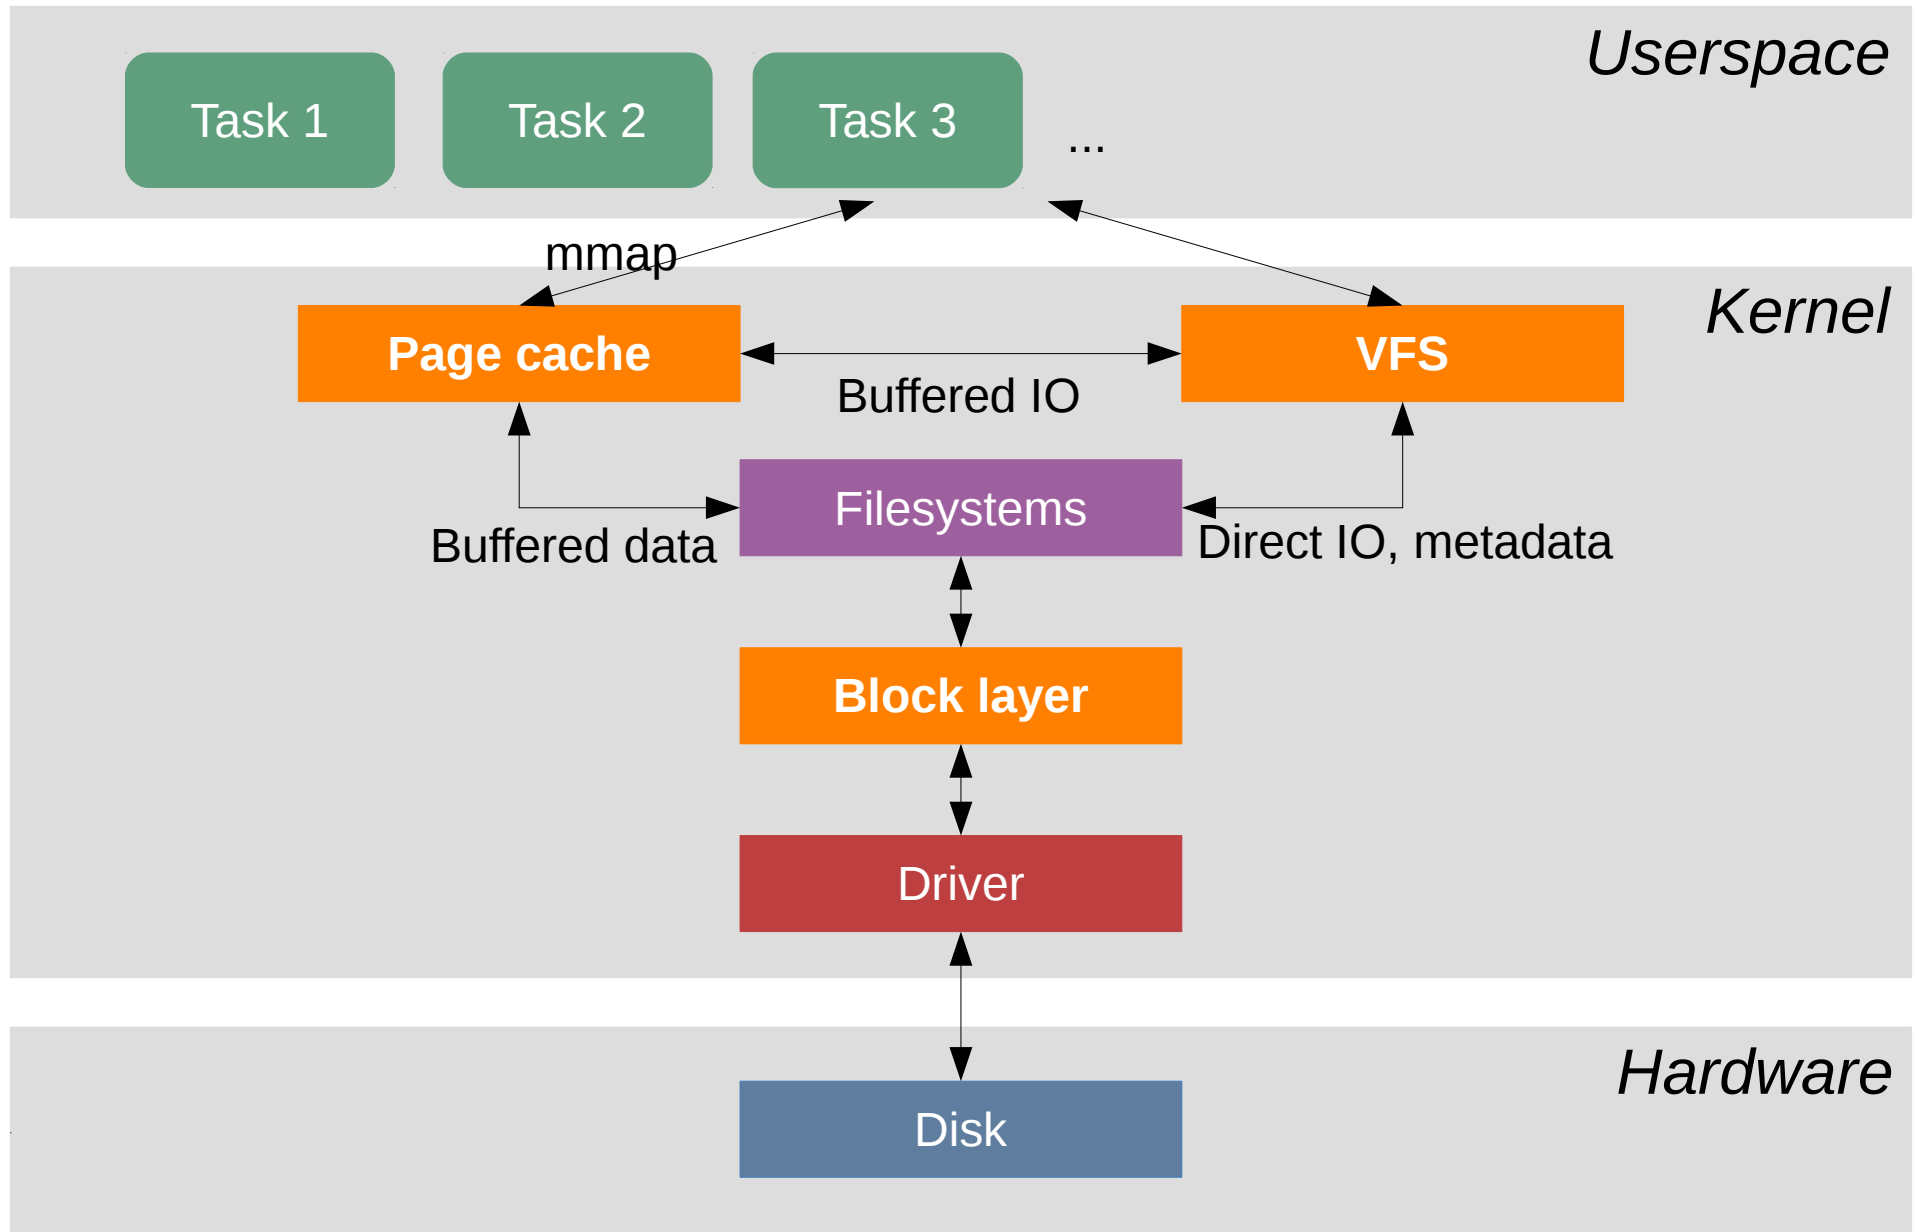 Userspace
Task 1
Task 2
Task 3
...
mmap
Kernel
Page cache
VFS
Buffered IO
Filesystems
Buffered data
Direct IO, metadata
Block layer
Driver
Hardware
Disk